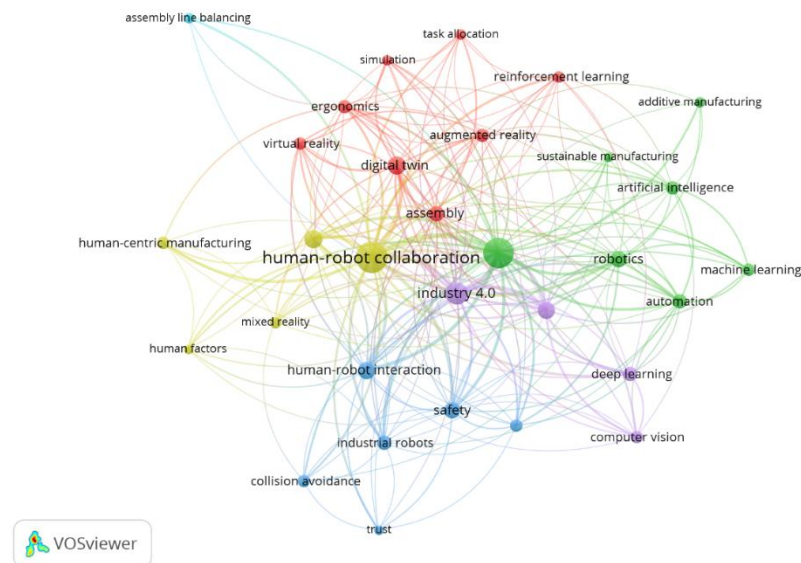 assembly line balancing
task allocation
simulation
reinforcement learning
ergonomics
additive manufacturing
augmented reality
virtual reality
sustainable manufacturing
digital twin
artificial intelligence
assembly
human-centric manufacturing
human-robot collaboration
robotics
machine learning
industry 4.0
automation
mixed reality
human factors
human-robot interaction
deep learning
safety
computer vision
industrial robots
collision avoidance
trust
VOSviewer